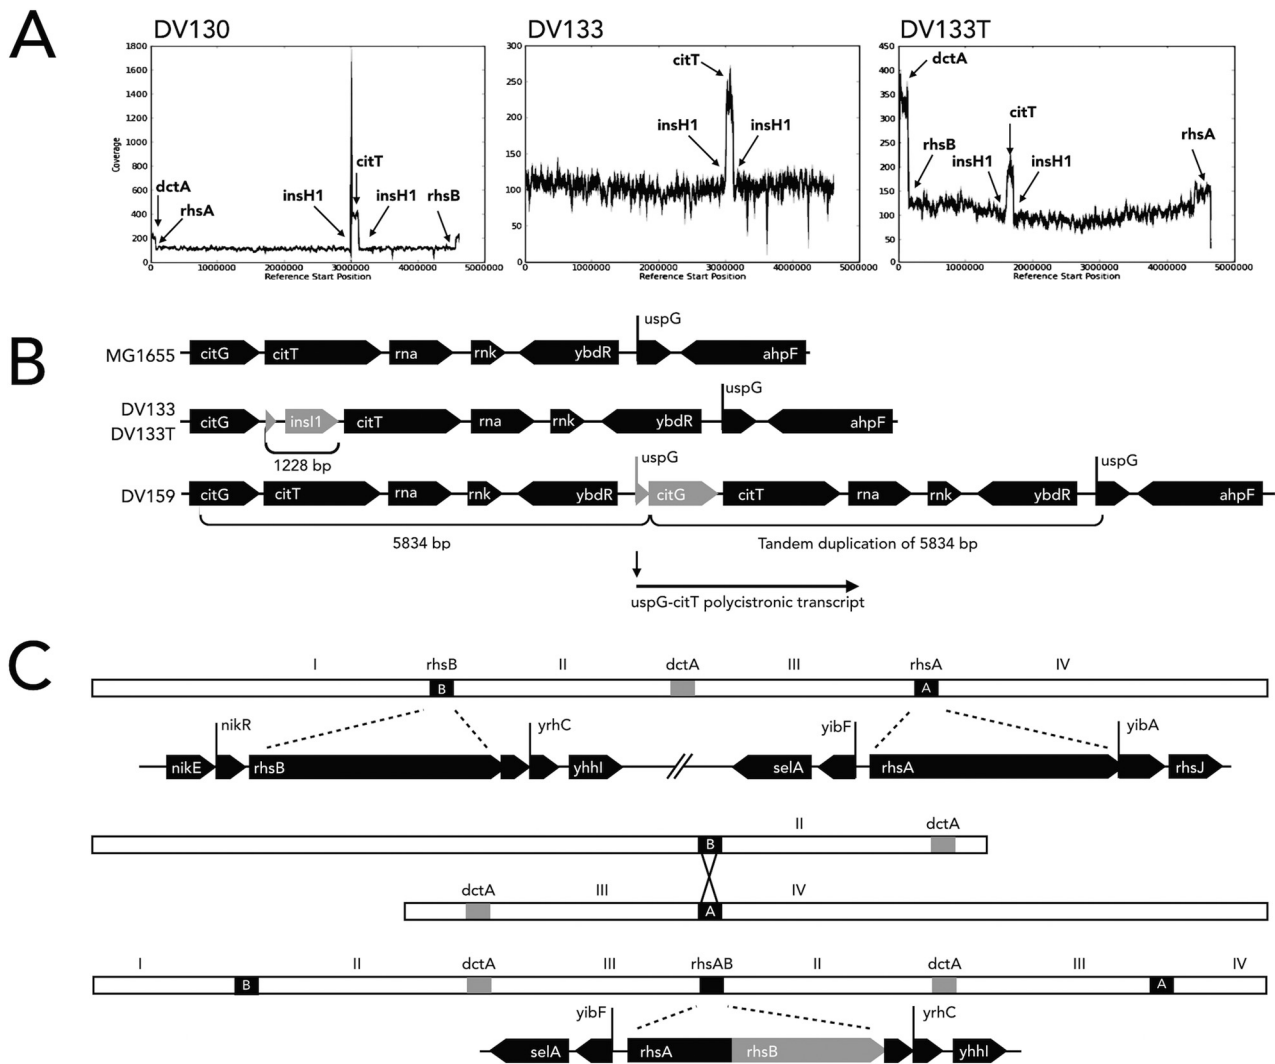 A
DV130
DV133
DV133T
1800
1600
1400
1200
1000
800
600
400
200
0
Coverage
dctA
rhsA
insH1
citT
insH1
rhsB
0
1000000
2000000
3000000
4000000
5000000
Reference Start Position
300
250
200
150
100
50
0
citT
insH1
insH1
0
1000000
2000000
3000000
4000000
5000000
Reference Start Position
450
400
350
300
250
200
150
100
50
0
dctA
rhsB
insH1
citT
insH1
rhsA
0
1000000
2000000
3000000
4000000
5000000
Reference Start Position
B
MG1655 citG citT rna rnk ybdR uspG ahpF
DV133
DV133T
citG insI1 citT rna rnk ybdR uspG ahpF
1228 bp
DV159 citG citT rna rnk ybdR uspG citG citT rna rnk ybdR uspG ahpF
5834 bp
Tandem duplication of 5834 bp
uspG-citT polycistronic transcript
C
I rhsB II dctA III rhsA IV
B A
nikR yrhC yibF yibA
nikE rhsB yhhI selA rhsA rhsJ
II dctA
B
dctA III IV
A
I II dctA III rhsAB II dctA III IV
B A
yibF yrhC
selA rhsA rhsB yhhI